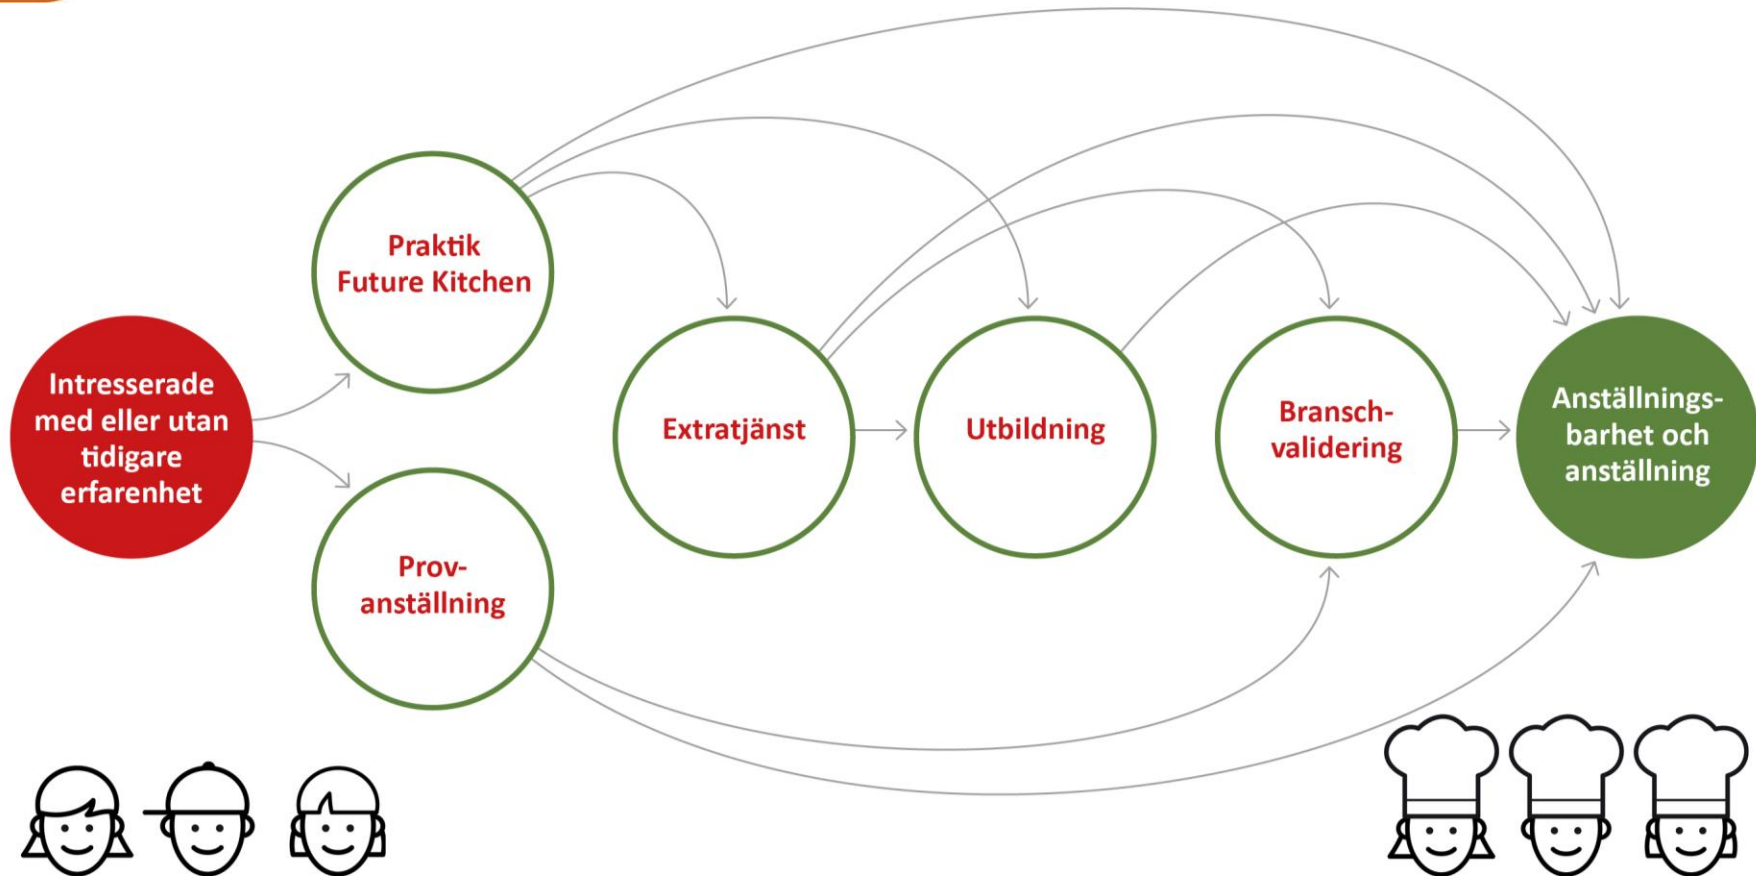 Praktik
Future Kitchen
Intresserade
med eller utan
tidigare
erfarenhet
Prov-
anställning
Extratjänst
Utbildning
Bransch-
validering
Anställnings-
barhet och
anställning